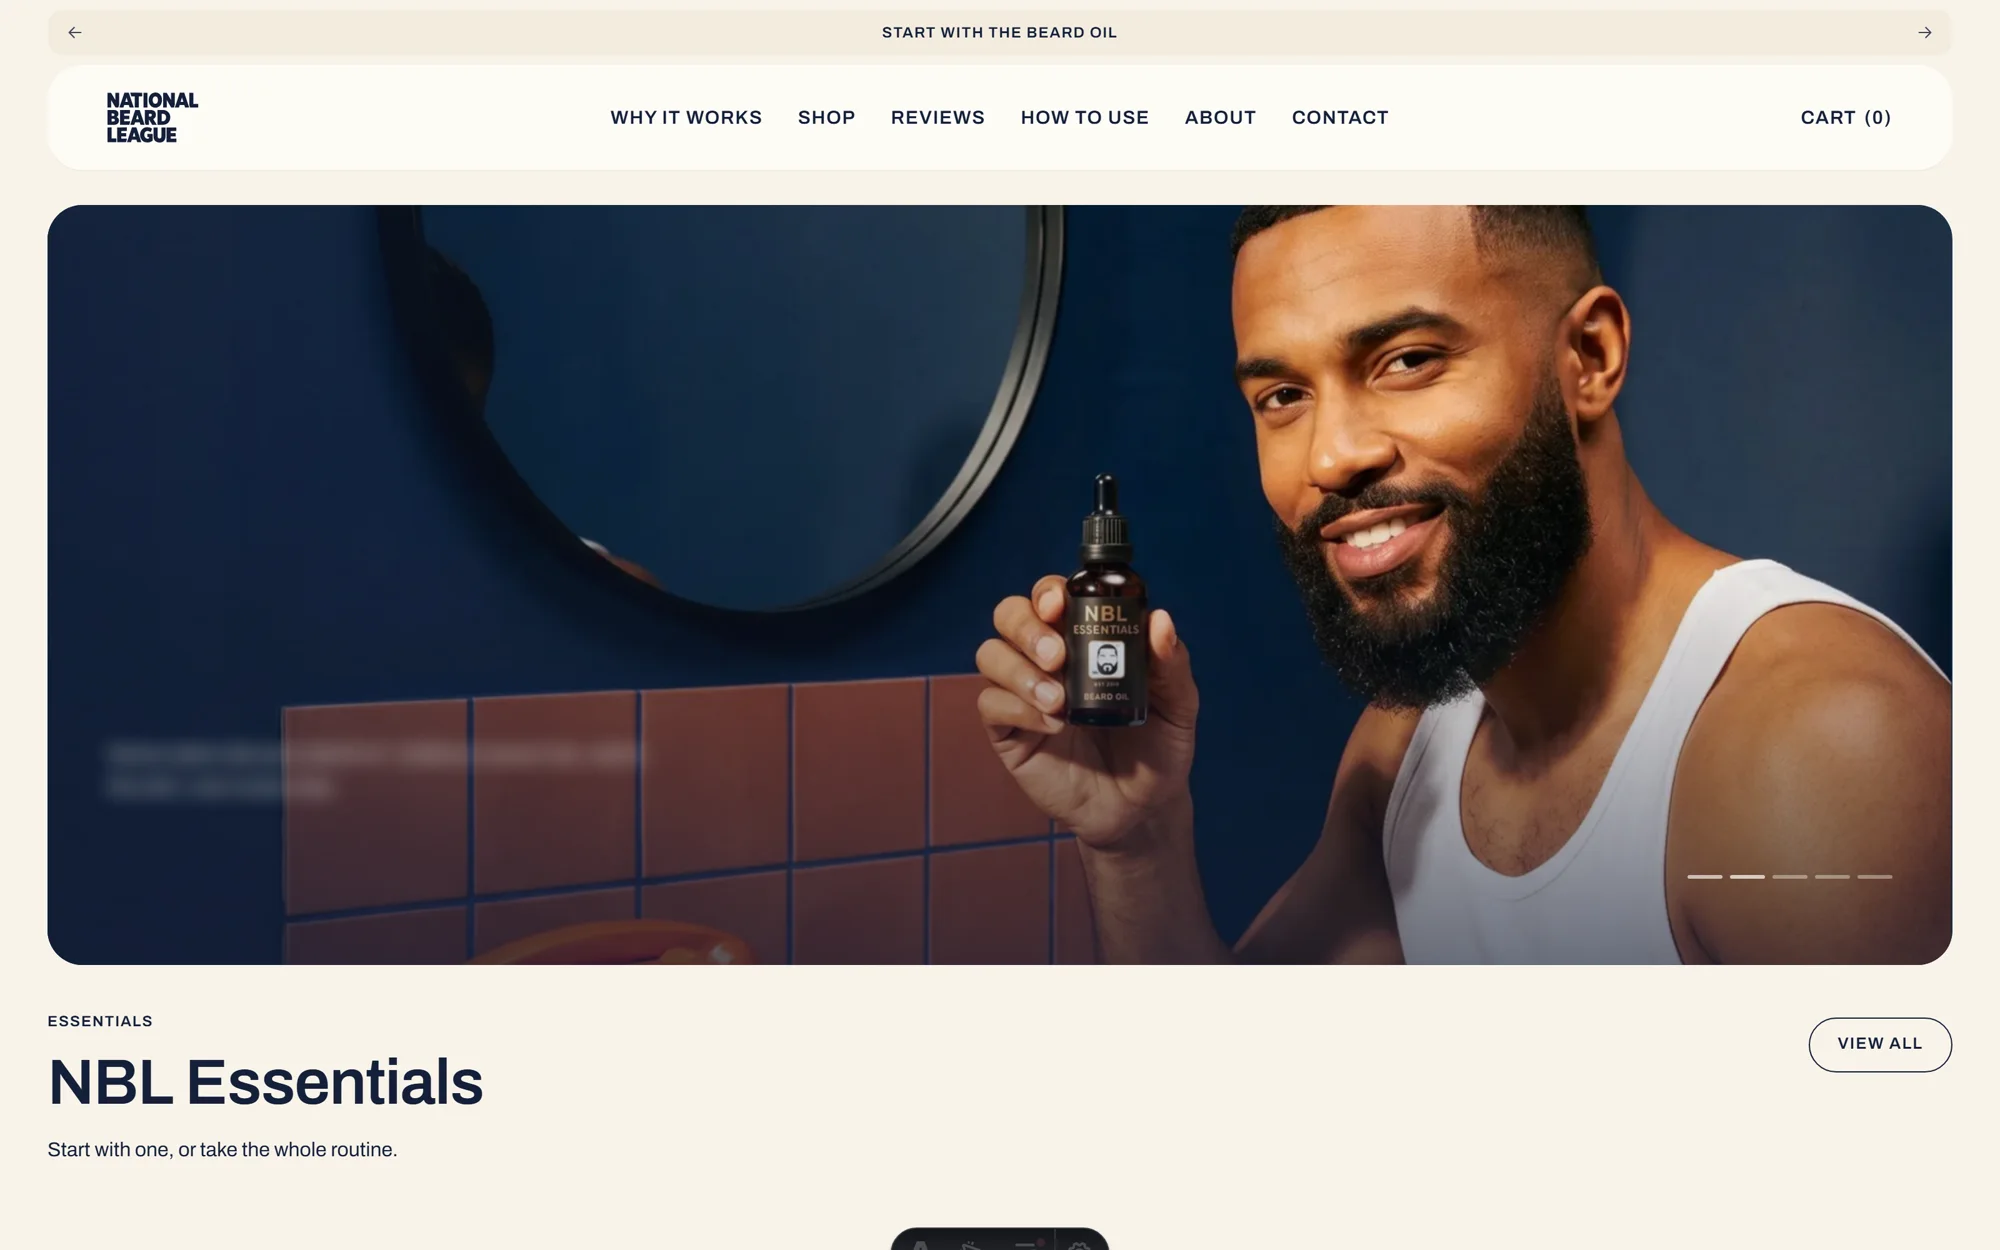 START WITH THE BEARD OIL
NATIONAL
BEARD
LEAGUE
WHY IT WORKS
SHOP
REVIEWS
HOW TO USE
ABOUT
CONTACT
CART (0)
NBL
ESSENTIALS
BEARD OIL
ESSENTIALS
VIEW ALL
NBL Essentials
Start with one, or take the whole routine.